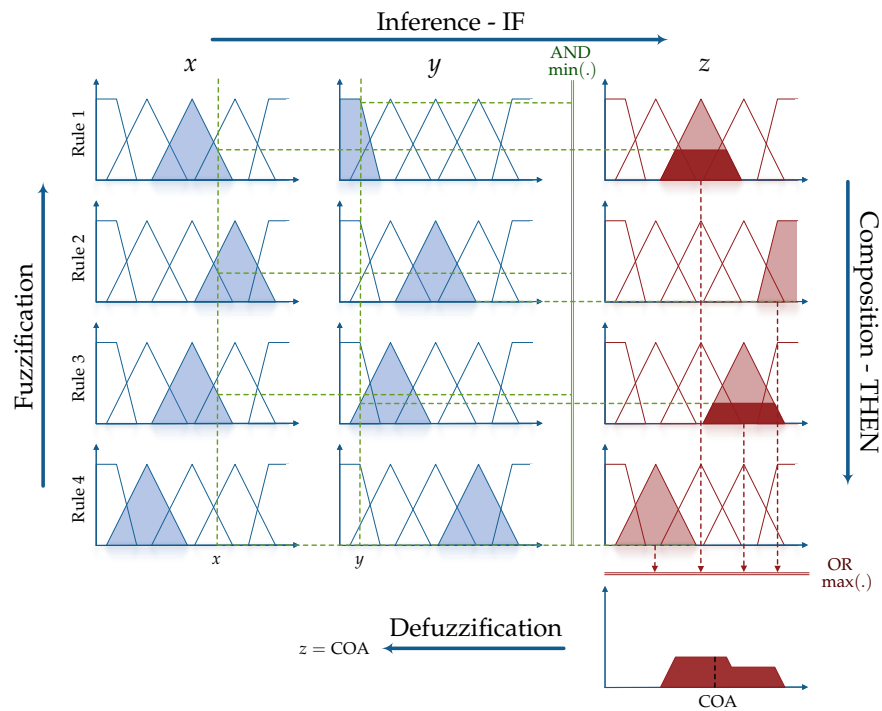 Inference - IF
x
y
AND
min(.)
z
Rule 1
Rule 2
Rule 3
Rule 4
Fuzzification
Composition - THEN
x
y
OR
max(.)
Defuzzification
z = COA
COA